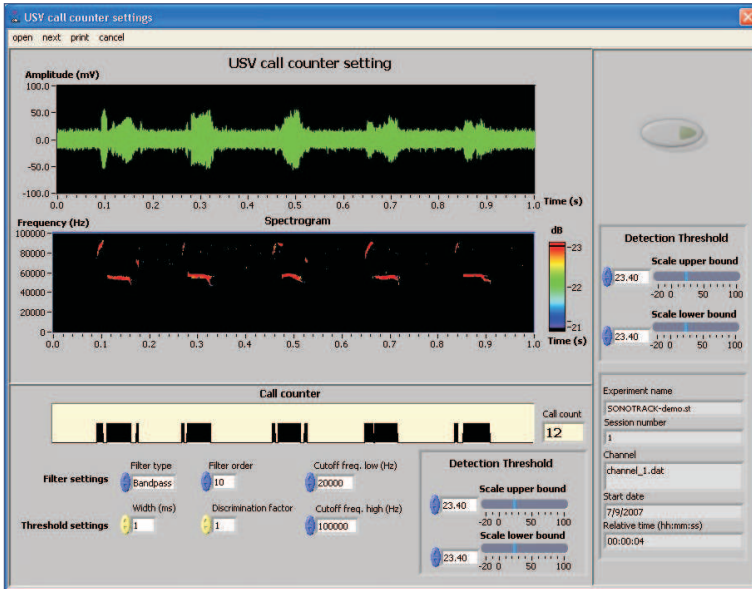 USV call counter settings
open next print cancel
USV call counter setting
Amplitude (mV)
100.0
50.0
0.0
-50.0
-100.0
0.0 0.1 0.2 0.3 0.4 0.5 0.6 0.7 0.8 0.9 1.0
Time (s)
Frequency (Hz)
Spectrogram
100000
80000
60000
40000
20000
0
0.0 0.1 0.2 0.3 0.4 0.5 0.6 0.7 0.8 0.9 1.0
Time (s)
dB
-23
-22
-21
Call counter
Call count
12
Filter settings
Filter type
Bandpass
Filter order
10
Cutoff freq. low (Hz)
20000
Threshold settings
Width (ms)
1
Discrimination factor
1
Cutoff freq. high (Hz)
100000
Detection Threshold
Scale upper bound
23.40
-20 0 50 100
Scale lower bound
23.40
-20 0 50 100
Detection Threshold
Scale upper bound
23.40
-20 0 50 100
Scale lower bound
23.40
-20 0 50 100
Experiment name
SONOTRACK-demo.st
Session number
1
Channel
channel_1.dat
Start date
7/9/2007
Relative time (hh:mm:ss)
00:00:04